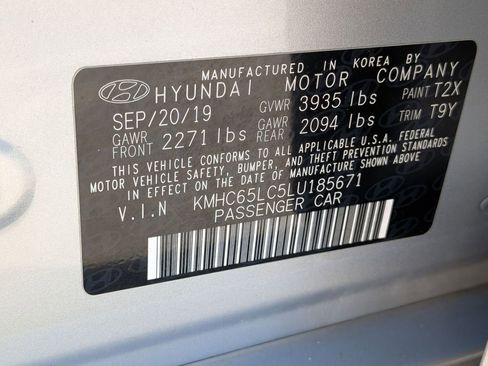 MANUFACTURED IN KOREA BY
HYUNDAI MOTOR COMPANY
SEP/20/19 GVWR 3935 lbs PAINT T2X
GAWR FRONT 2271 lbs GAWR REAR 2094 lbs TRIM T9Y
THIS VEHICLE CONFORMS TO ALL APPLICABLE U.S.A. FEDERAL
MOTOR VEHICLE SAFETY, BUMPER, AND THEFT PREVENTION STANDARDS
IN EFFECT ON THE DATE OF MANUFACTURE SHOWN ABOVE.
V.I.N KMHC65LC5LU185671
PASSENGER CAR